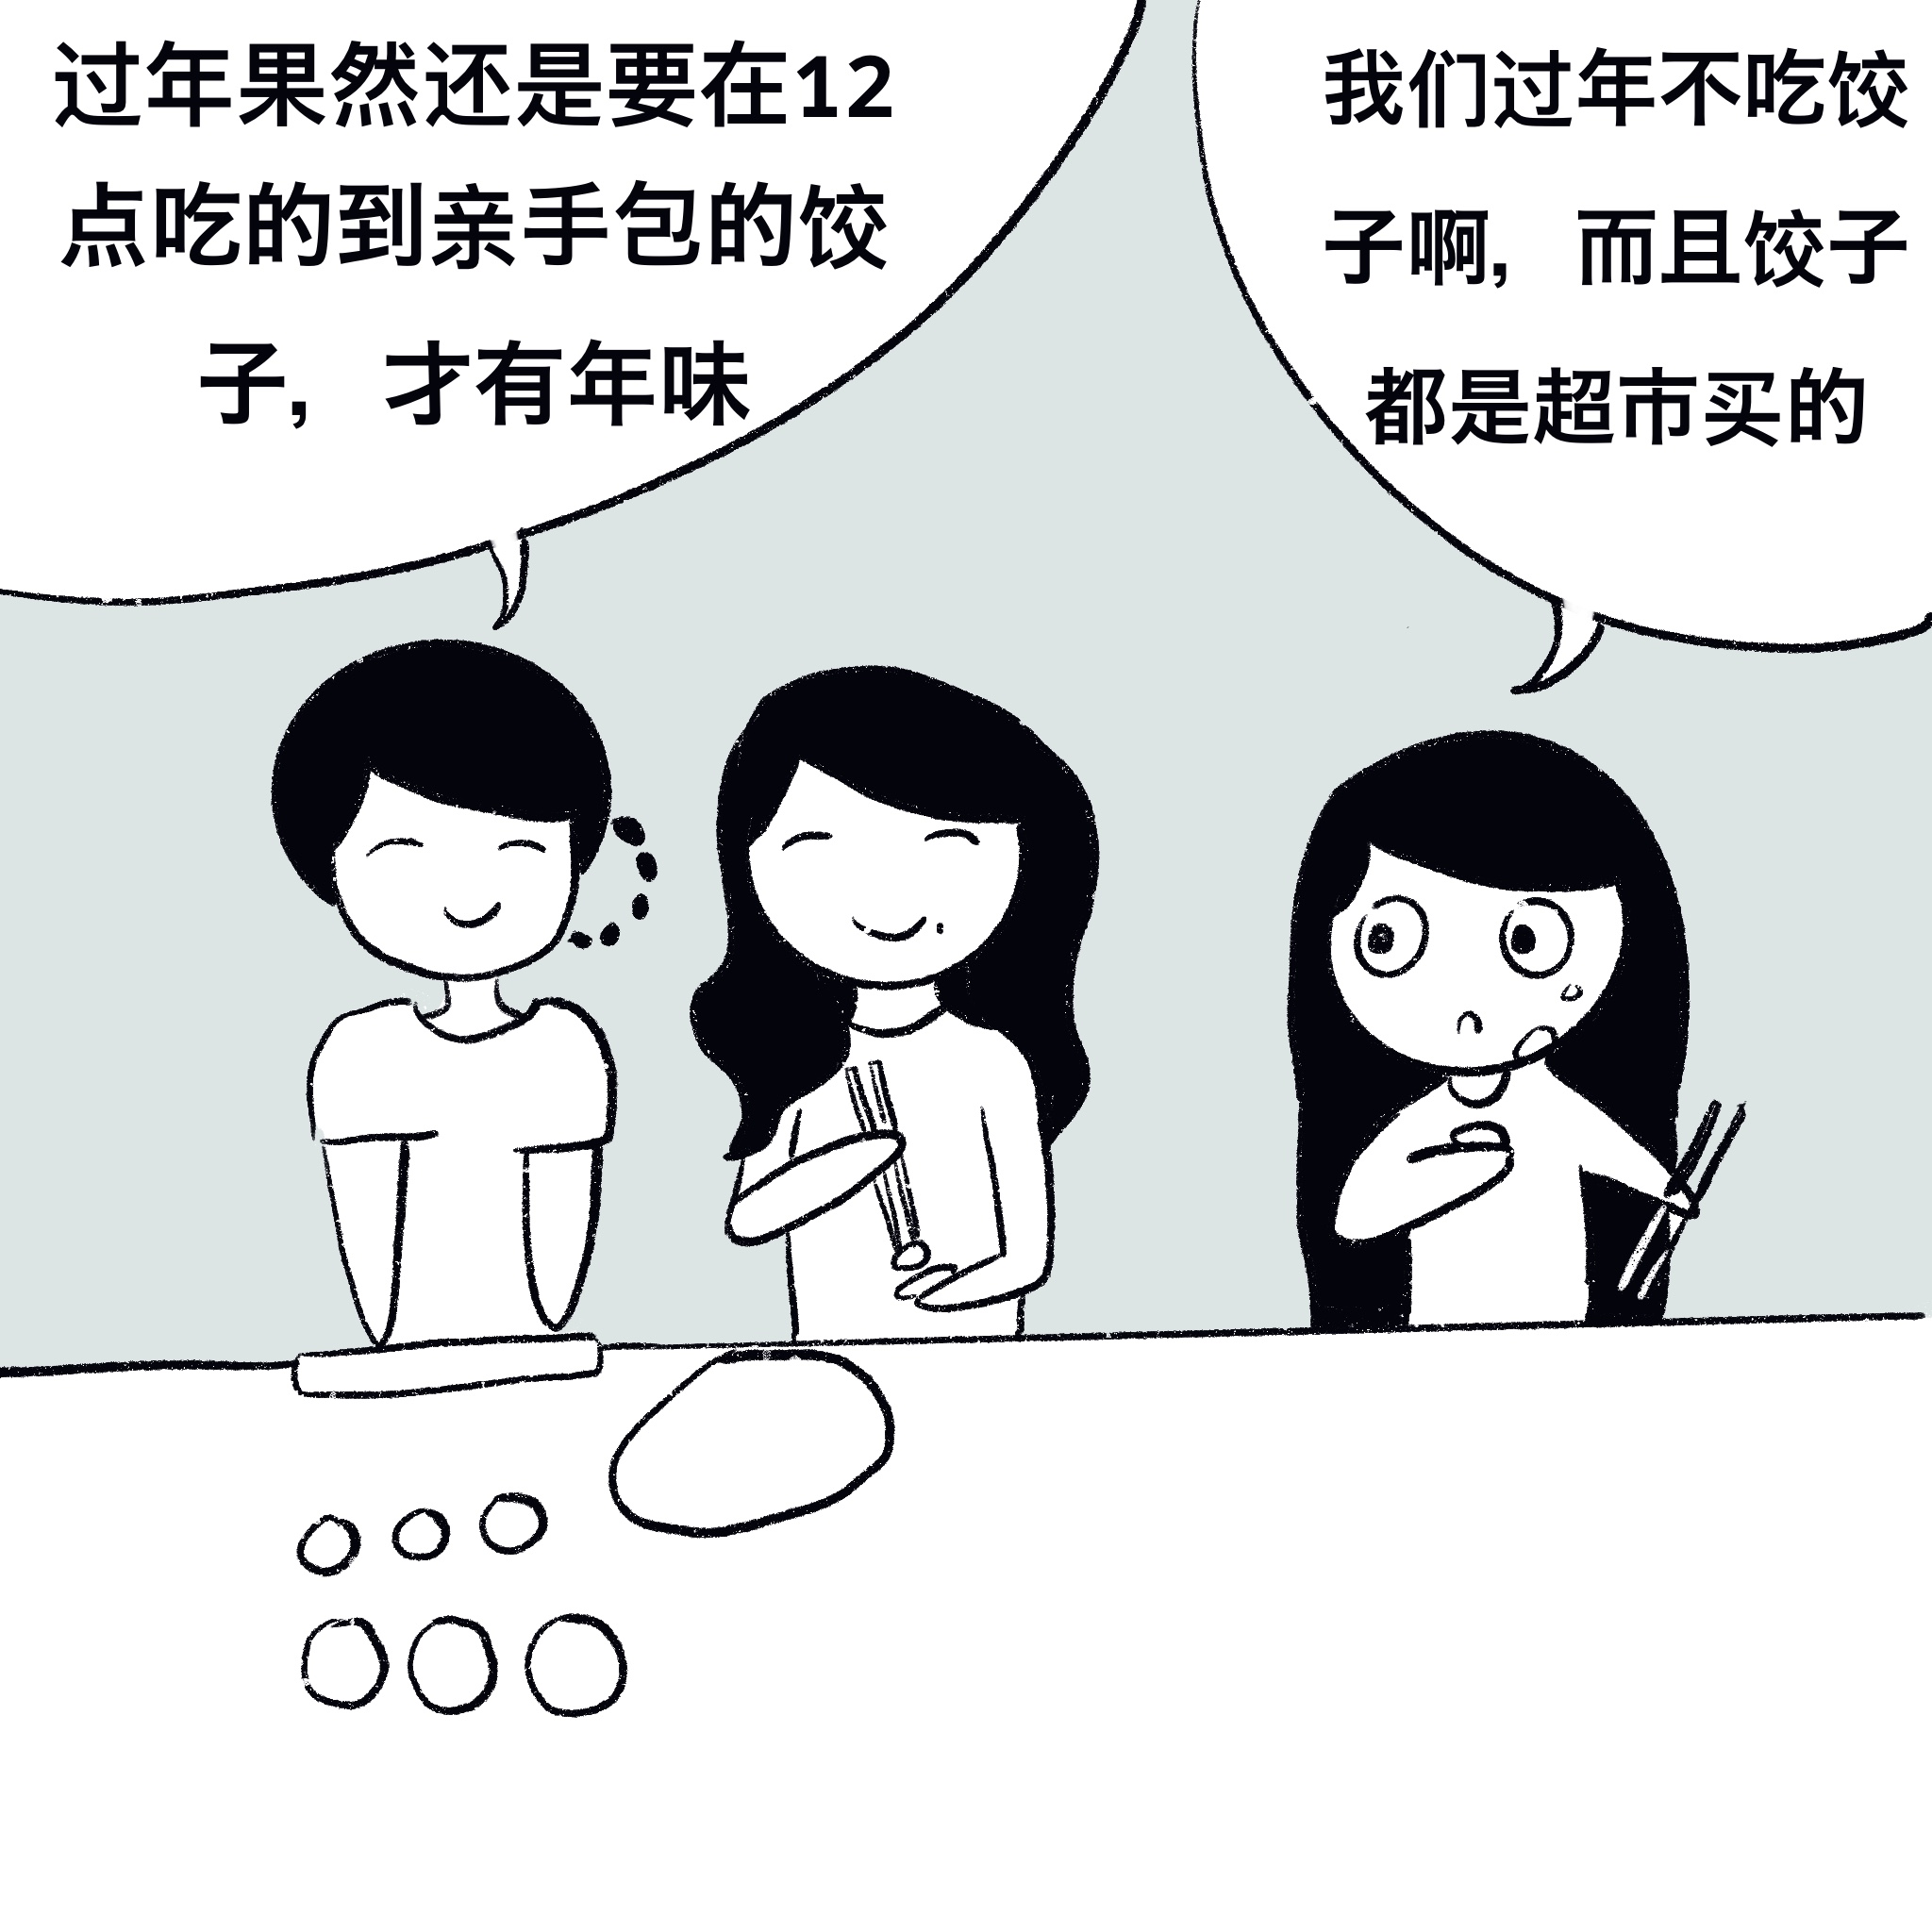 过年果然还是要在12
点吃的到亲手包的饺
子，才有年味
我们过年不吃饺
子啊，而且饺子
都是超市买的